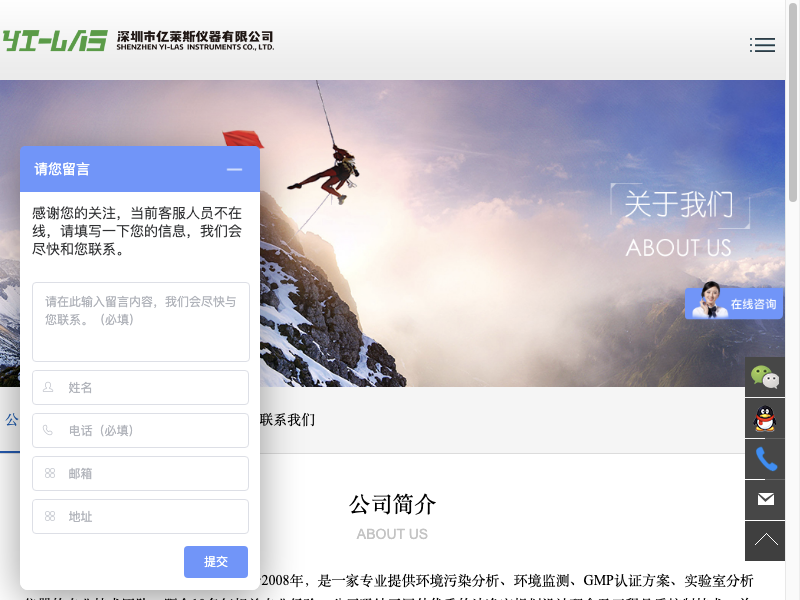 YI-LAS 深圳市亿莱斯仪器有限公司
SHENZHEN YI-LAS INSTRUMENTS CO., LTD.
关于我们
ABOUT US
请您留言
感谢您的关注，当前客服人员不在
线，请填写一下您的信息，我们会
尽快和您联系。
请在此输入留言内容，我们会尽快与
您联系。（必填）
姓名
电话（必填）
邮箱
地址
提交
在线咨询
公
联系我们
公司简介
ABOUT US
2008年，是一家专业提供环境污染分析、环境监测、GMP认证方案、实验室分析